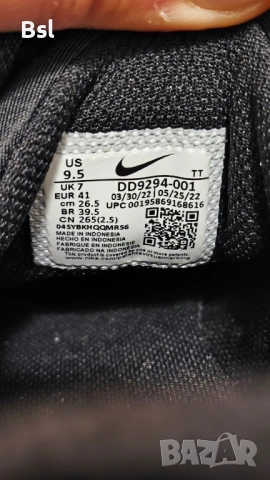 Bsl
US
9.5
TT
UK 7
EUR 41
cm 26.5
BR 39.5
CN 265(2.5)
DD9294-001
03/30/22 05/25/22
UPC 00195869168616
04SYBKHQQMRS6
MADE IN INDONESIA
HECHO EN INDONESIA
FABRIQUE EN INDONESIE
FABRICADO NA INDONESIA
BAZAR.BG